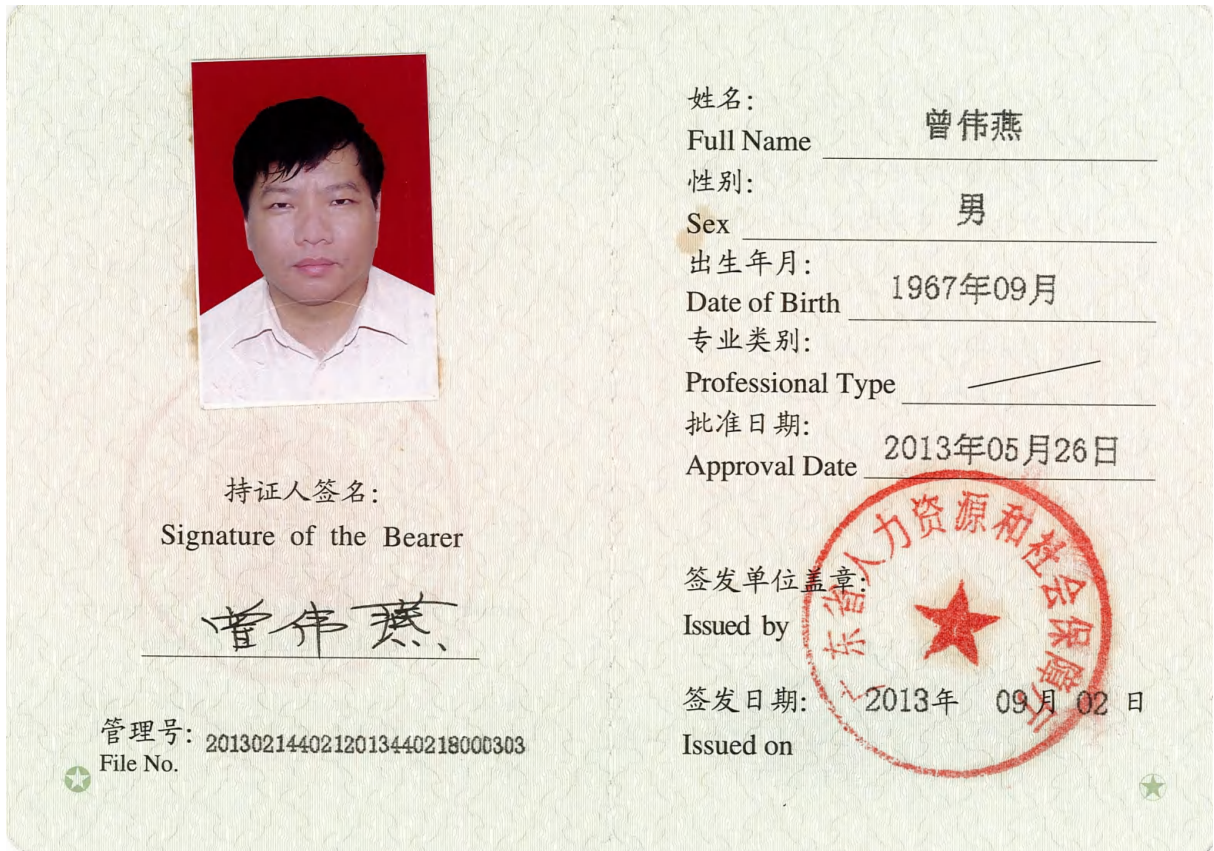 持证人签名:
Signature of the Bearer
曾伟燕
管理号: 2013021440212013440218000303
File No.
姓名:
Full Name 曾伟燕
性别:
Sex 男
出生年月:
Date of Birth 1967年09月
专业类别:
Professional Type
批准日期:
Approval Date 2013年05月26日
签发单位盖章:
Issued by
广东省人力资源和社会保障厅
签发日期: 2013年 09月 02日
Issued on